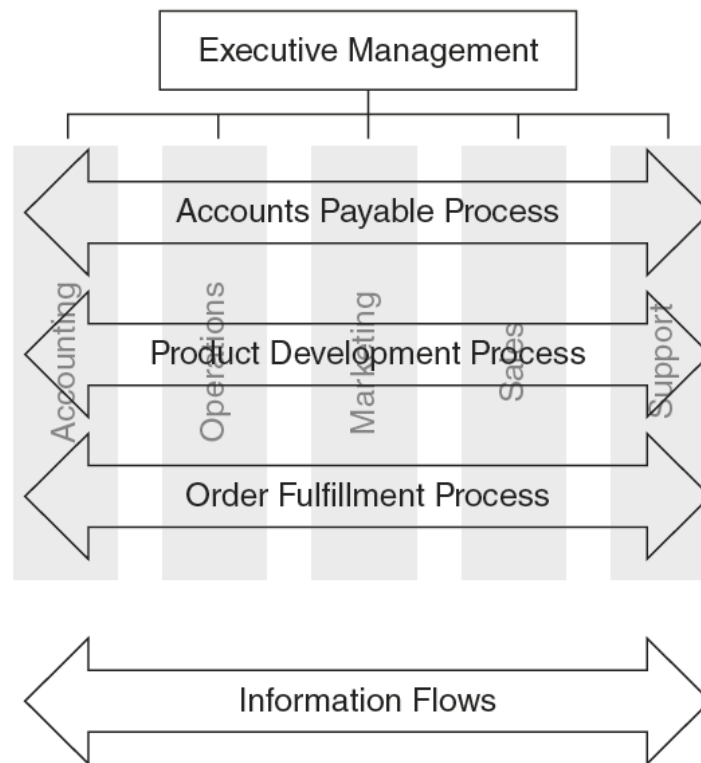 Executive Management
Accounts Payable Process
Accounting
Operations
Marketing
Sales
Support
Product Development Process
Order Fulfillment Process
Information Flows